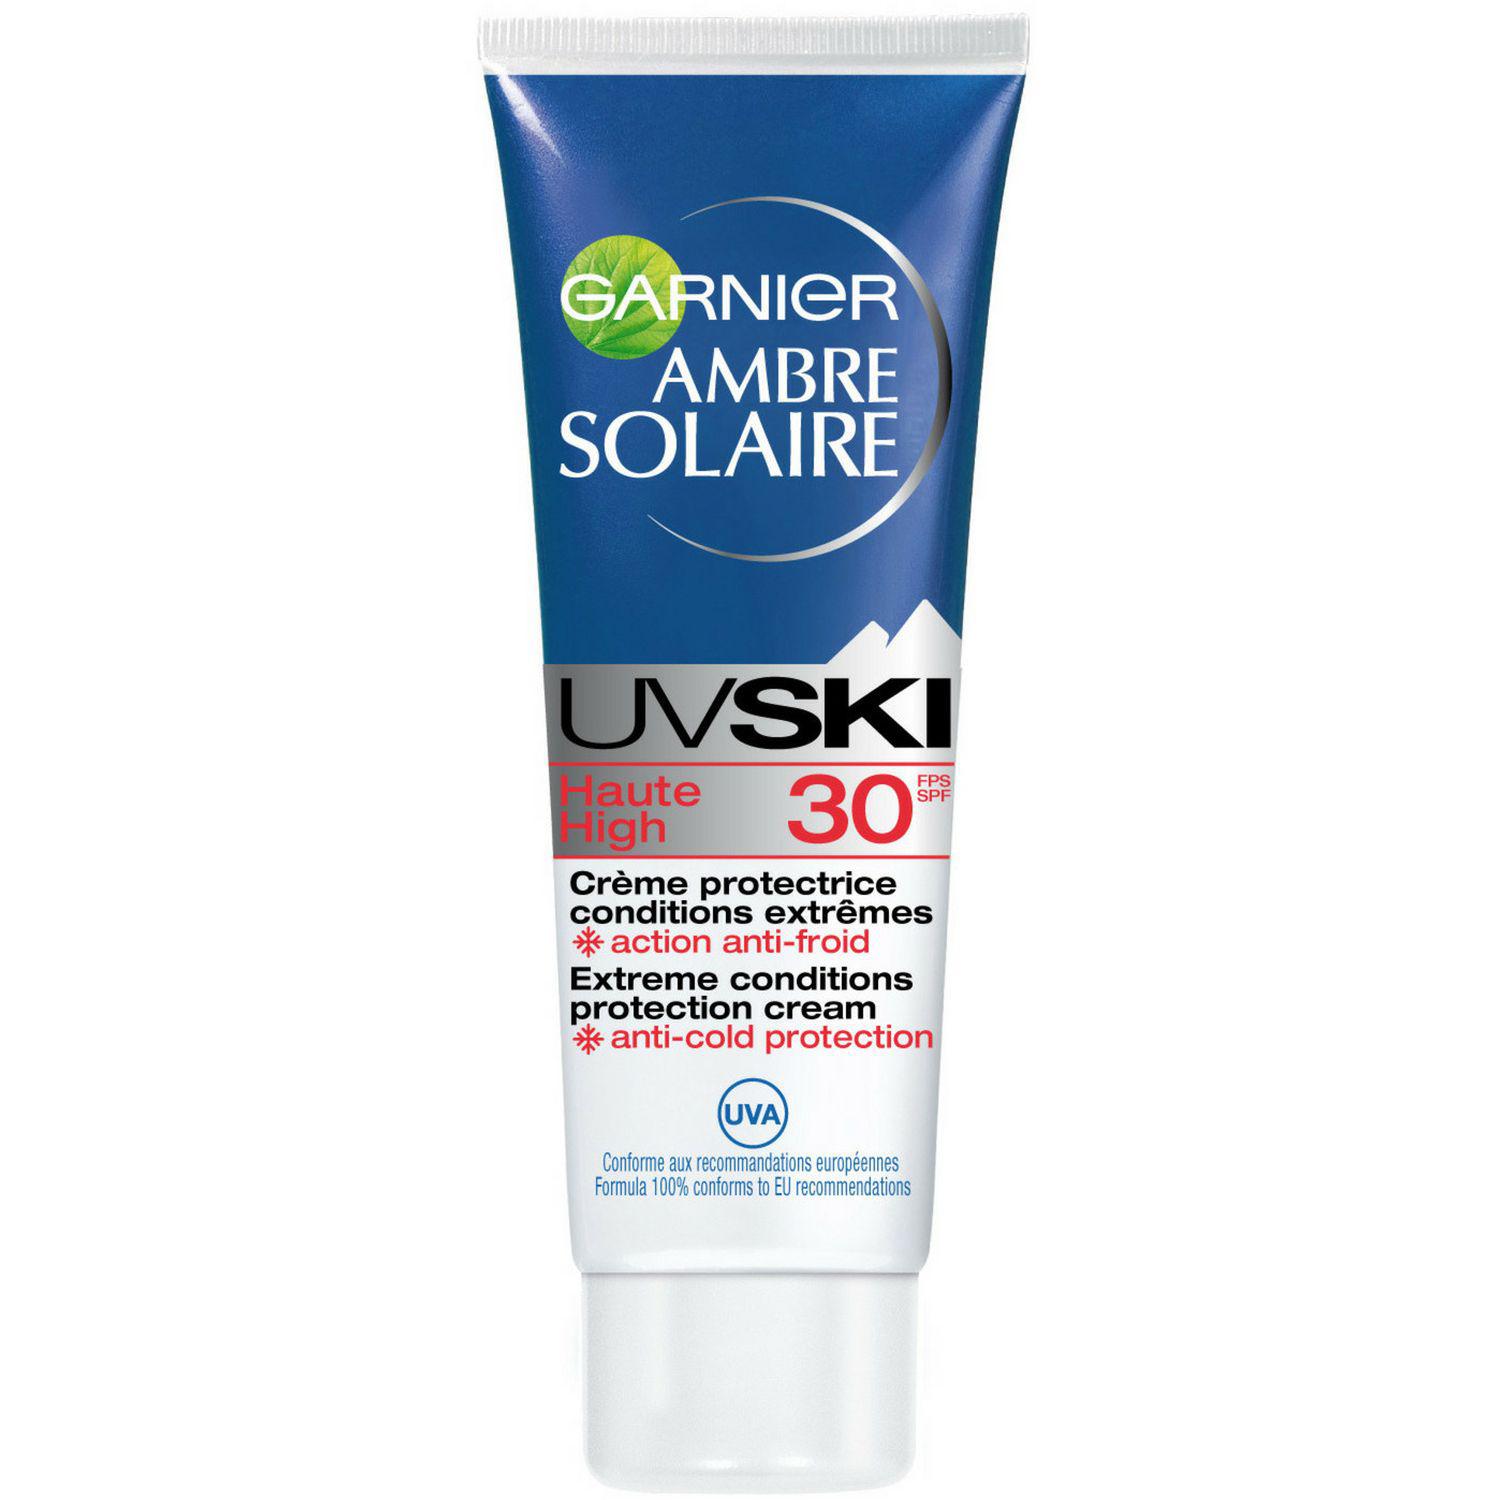 GARNIER
AMBRE
SOLAIRE
UVSKI
Haute
High
30 FPS
SPF
Crème protectrice
conditions extrêmes
action anti-froid
Extreme conditions
protection cream
anti-cold protection
UVA
Conforme aux recommandations européennes
Formula 100% conforms to EU recommendations